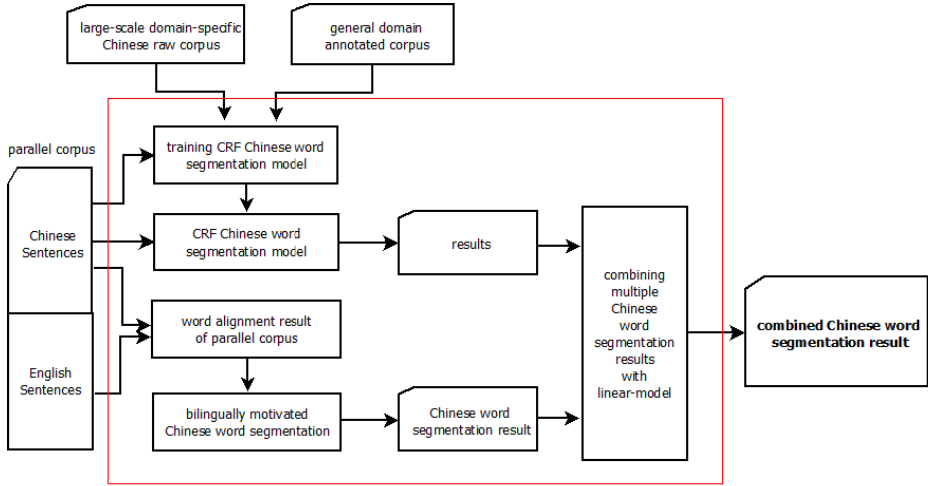 large-scale domain-specific
Chinese raw corpus
general domain
annotated corpus
parallel corpus
training CRF Chinese word
segmentation model
Chinese
Sentences
CRF Chinese word
segmentation model
results
combining
multiple
Chinese
word
segmentation
results
with
linear-model
combined Chinese word
segmentation result
word alignment result
of parallel corpus
English
Sentences
bilingually motivated
Chinese word segmentation
Chinese word
segmentation result